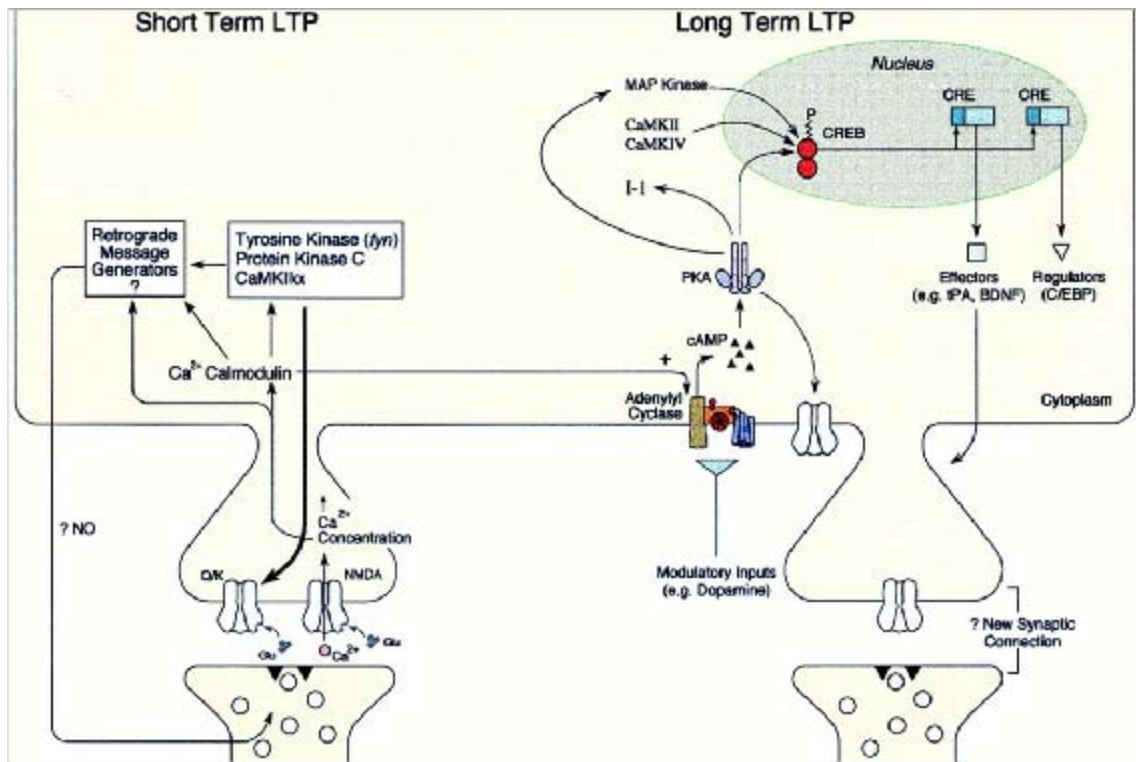 Short Term LTP
Long Term LTP
Nucleus
MAP Kinase
CRE
CRE
P
CaMKII
CaMKIV
CREB
I-1
Retrograde
Message
Generators
?
Tyrosine Kinase (fyn)
Protein Kinase C
CaMKIIα
PKA
Effectors
(e.g. tPA, BDNF)
Regulators
(C/EBP)
cAMP
+
Ca2+ Calmodulin
Adenylyl
Cyclase
Cytoplasm
? NO
Ca2+
Concentration
Q/K
NMDA
Modulatory Inputs
(e.g. Dopamine)
Glu
Ca2+
Glu
? New Synaptic
Connection